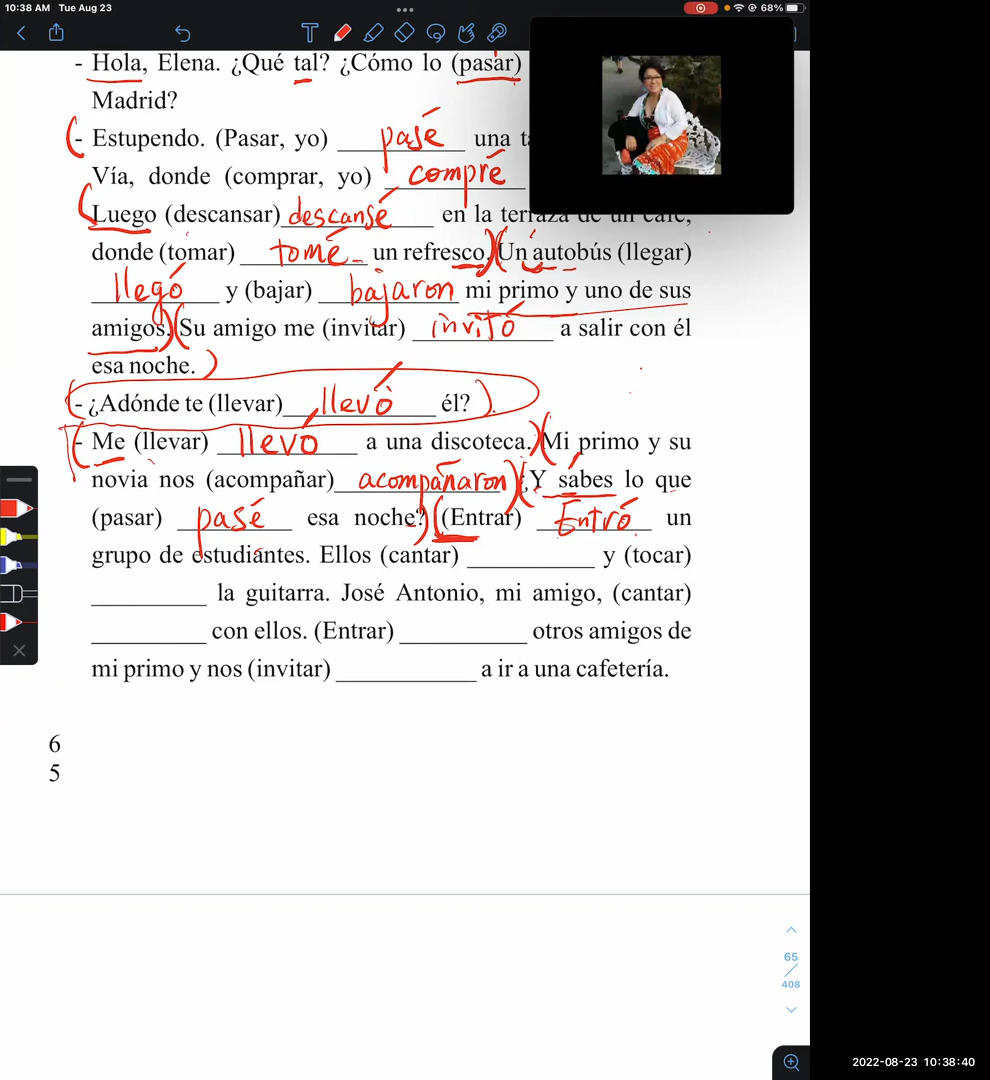 10:38 AM Tue Aug 23
68%
- Hola, Elena. ¿Qué tal? ¿Cómo lo (pasar)
Madrid?
- Estupendo. (Pasar, yo) pasé una t
Vía, donde (comprar, yo) compré
Luego (descansar) descansé en la terraza de un café,
donde (tomar) tomé un refresco. Un autobús (llegar)
llegó y (bajar) bajaron mi primo y uno de sus
amigos. Su amigo me (invitar) invitó a salir con él
esa noche.
- ¿Adónde te (llevar) llevó él?
- Me (llevar) llevó a una discoteca. Mi primo y su
novia nos (acompañar) acompañaron ¿Y sabes lo que
(pasar) pasé esa noche? (Entrar) Entró un
grupo de estudiantes. Ellos (cantar) y (tocar)
la guitarra. José Antonio, mi amigo, (cantar)
con ellos. (Entrar) otros amigos de
mi primo y nos (invitar) a ir a una cafetería.
6
5
65
408
2022-08-23 10:38:40